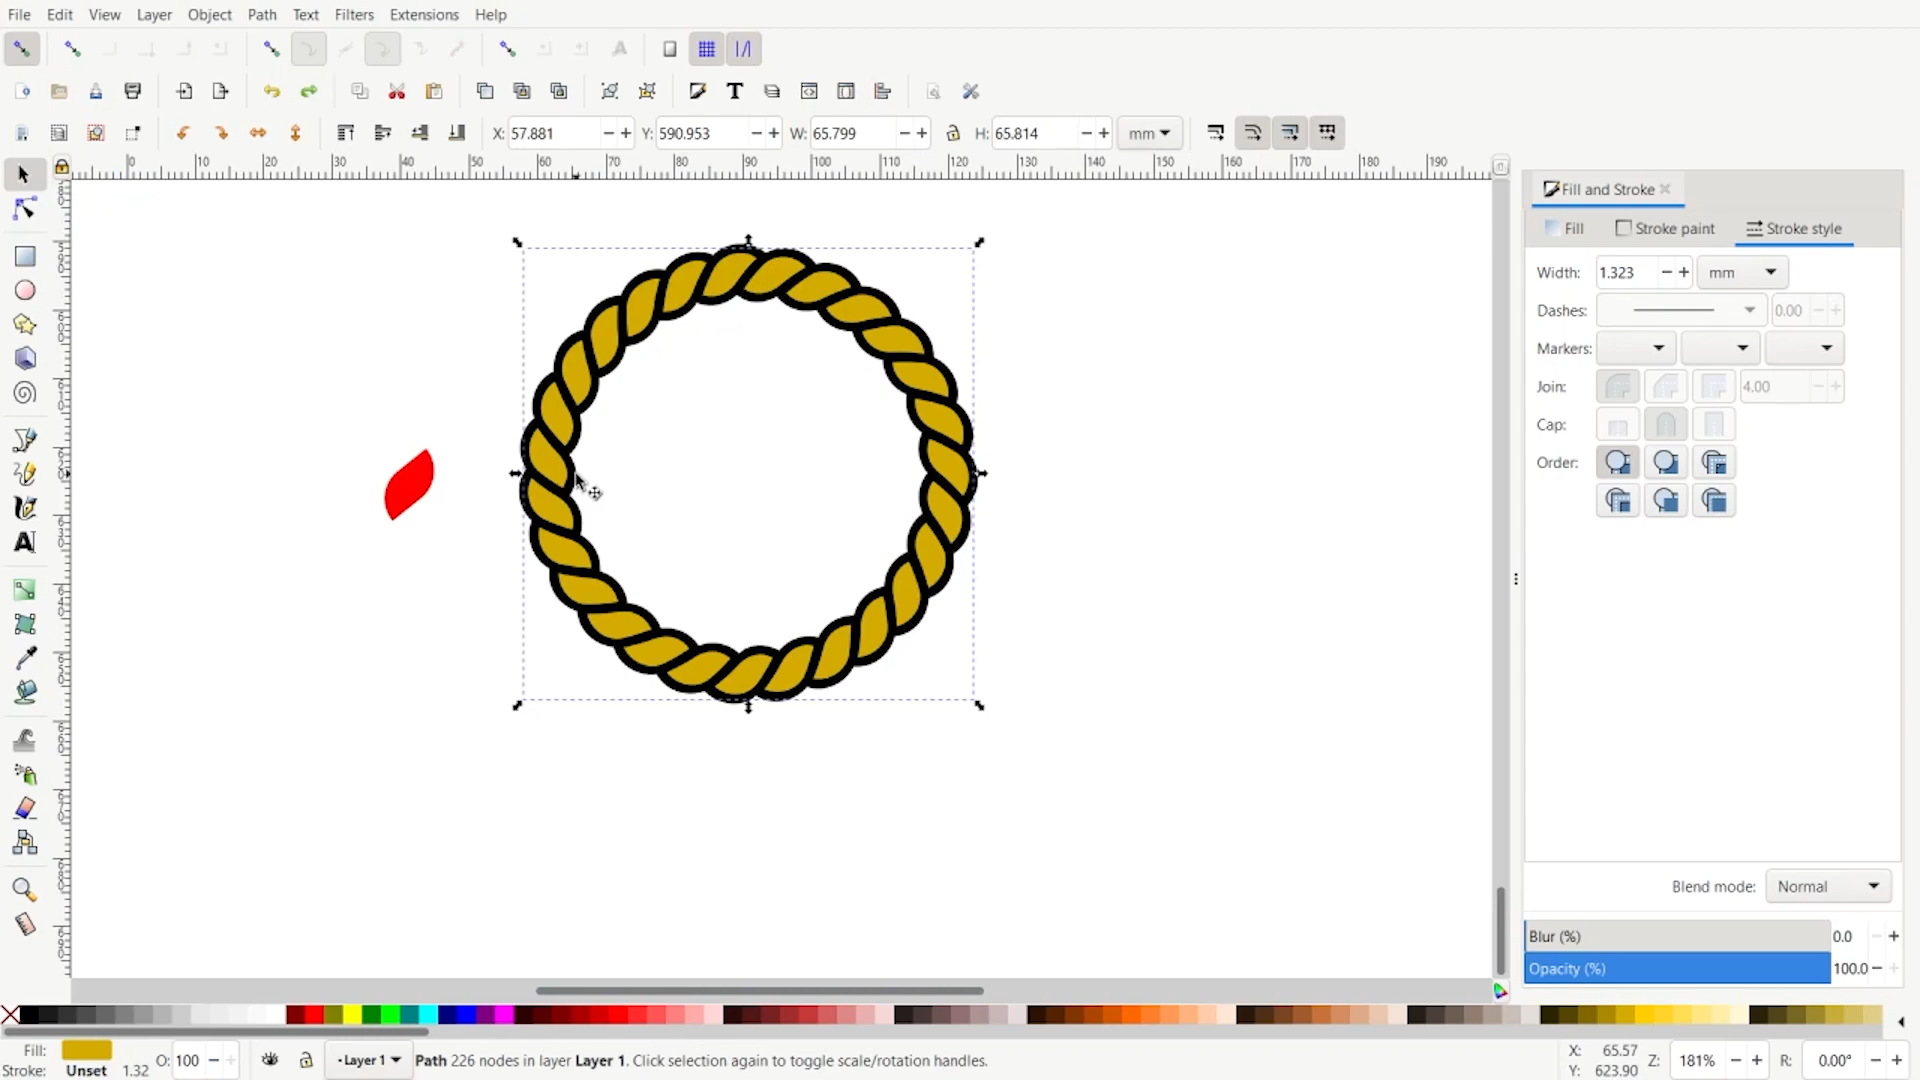 File Edit View Layer Object Path Text Filters Extensions Help
X: 57.881 Y: 590.953 W: 65.799 H: 65.814 mm
0 10 20 30 40 50 60 70 80 90 100 110 120 130 140 150 160 170 180 190
Fill and Stroke
Fill Stroke paint Stroke style
Width: 1.323 mm
Dashes: 0.00
Markers:
Join: 4.00
Cap:
Order:
Blend mode: Normal
Blur (%) 0.0
Opacity (%) 100.0
Fill: O: 100 Layer 1 Path 226 nodes in layer Layer 1. Click selection again to toggle scale/rotation handles. X: 65.57 Z: 181% R: 0.00°
Stroke: Unset 1.32 Y: 623.90